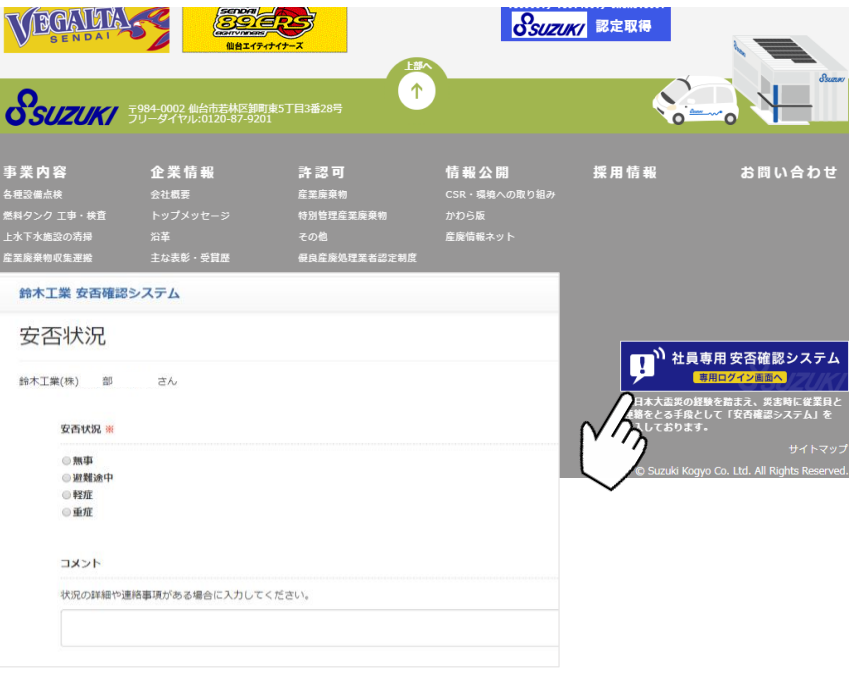 VEGALTA
SENDAI
SENDAI
89ERS
EIGHTY NINERS
仙台エイティナイナーズ
SUZUKI 認定取得
上部へ
SUZUKI
SUZUKI
〒984-0002 仙台市若林区卸町東5丁目3番28号
フリーダイヤル:0120-87-9201
事業内容
各種設備点検
燃料タンク 工事・検査
上水下水施設の清掃
産業廃棄物収集運搬
企業情報
会社概要
トップメッセージ
沿革
主な表彰・受賞歴
許認可
産業廃棄物
特別管理産業廃棄物
その他
優良産廃処理業者認定制度
情報公開
CSR・環境への取り組み
かわら版
産廃情報ネット
採用情報
お問い合わせ
鈴木工業 安否確認システム
安否状況
鈴木工業(株) 部 さん
安否状況 ※
無事
避難途中
軽症
重症
コメント
状況の詳細や連絡事項がある場合に入力してください。
社員専用 安否確認システム
専用ログイン画面へ
SUZUKI
日本大震災の経験を踏まえ、災害時に従業員と
連絡をとる手段として「安否確認システム」を
入しております。
サイトマップ
© Suzuki Kogyo Co. Ltd. All Rights Reserved.